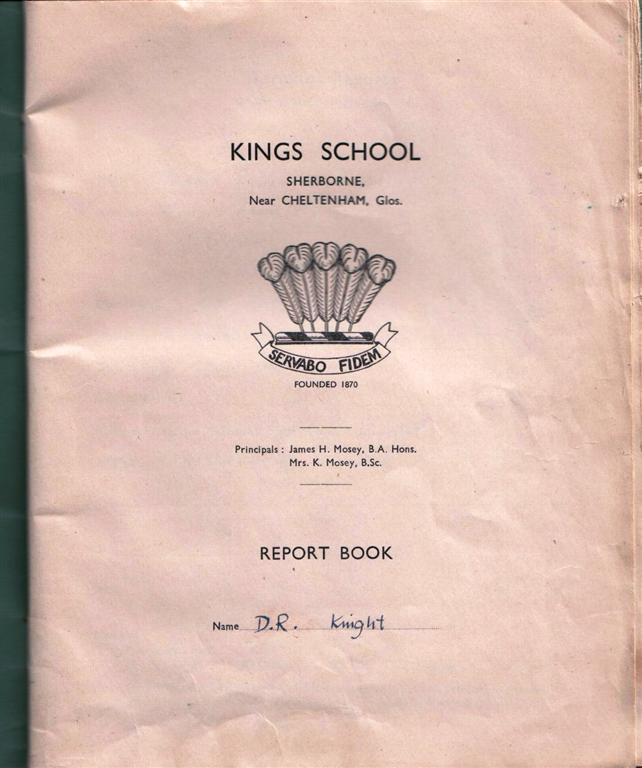 KINGS SCHOOL
SHERBORNE,
Near CHELTENHAM, Glos.
SERVABO FIDEM
FOUNDED 1870
Principals : James H. Mosey, B.A. Hons.
Mrs. K. Mosey, B.Sc.
REPORT BOOK
Name D.R. Knight